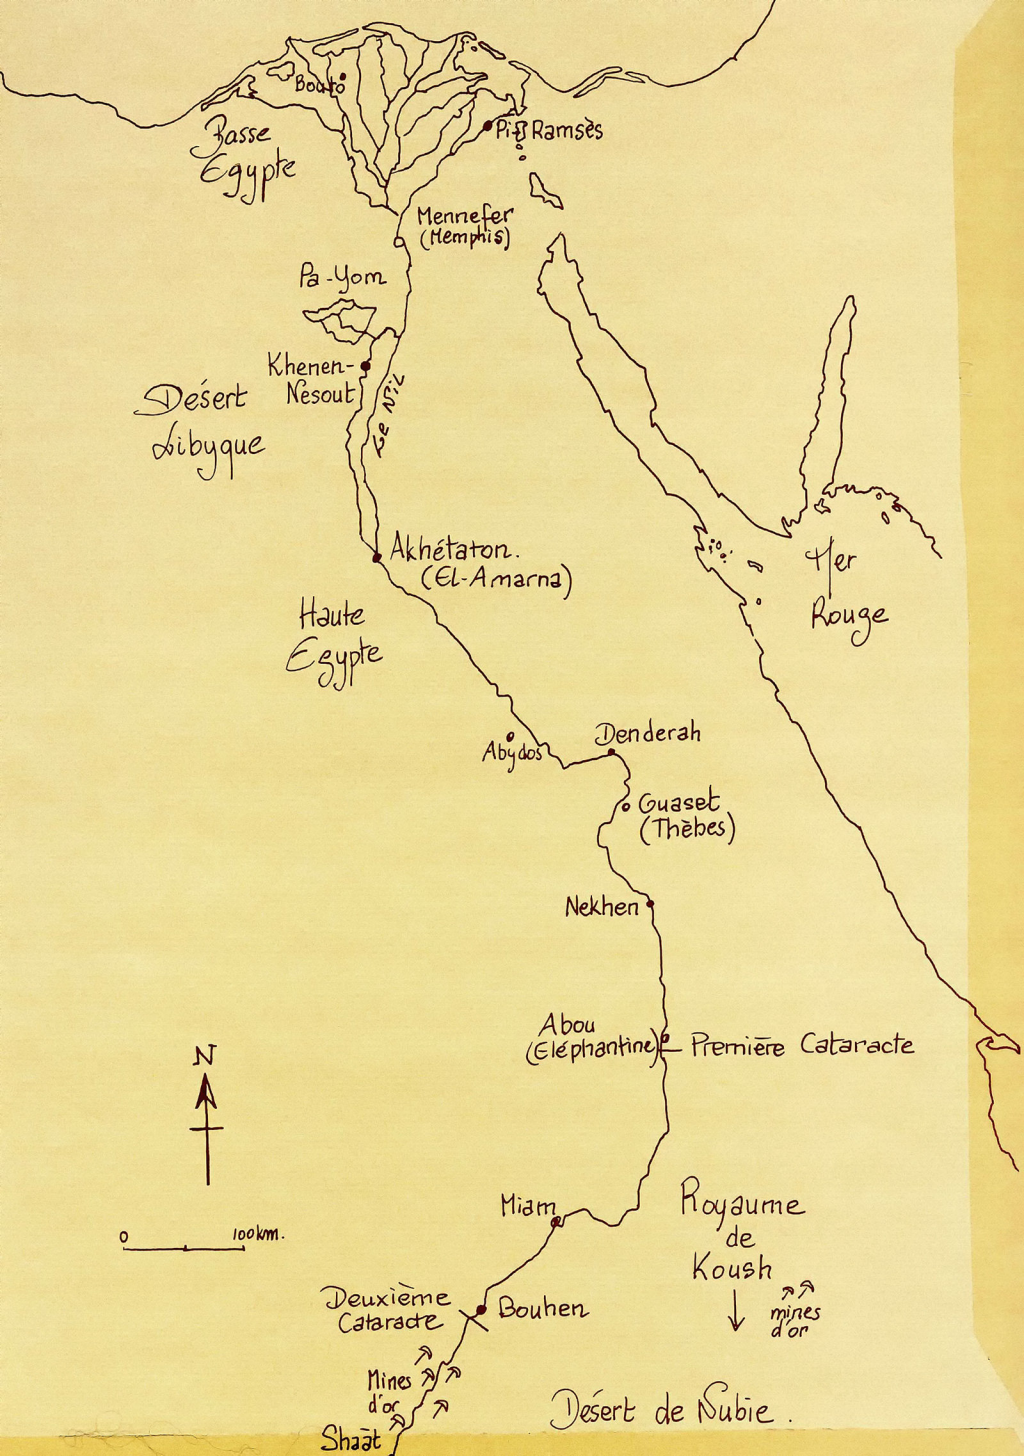 Bouto
Basse
Egypte
Pi-Ramsès
Mennefer
(Memphis)
Pa-Yom
Khenen-
Nesout
Le Nil
Désert
Libyque
Akhétaton.
(El-Amarna)
Mer
Rouge
Haute
Egypte
Abydos
Denderah
Ouaset
(Thèbes)
Nekhen
Abou
(Eléphantine)
Première Cataracte
N
0 100km.
Miam
Royaume
de
Koush
mines
d'or
Deuxième
Cataracte
Bouhen
Mines
d'or
Shaât
Désert de Nubie.